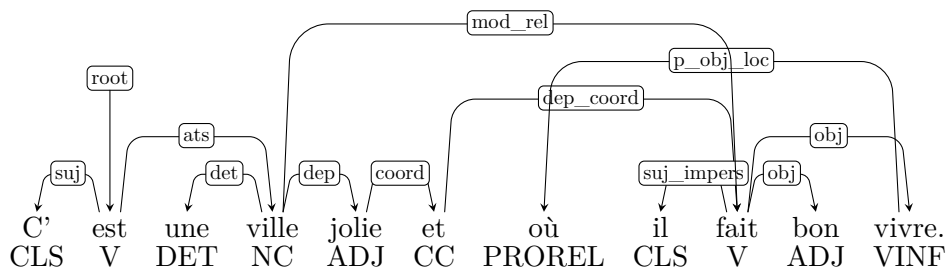 mod_rel
root p_obj_loc
dep_coord
ats obj
suj det dep coord suj_impers obj
C' est une ville jolie et où il fait bon vivre.
CLS V DET NC ADJ CC PROREL CLS V ADJ VINF